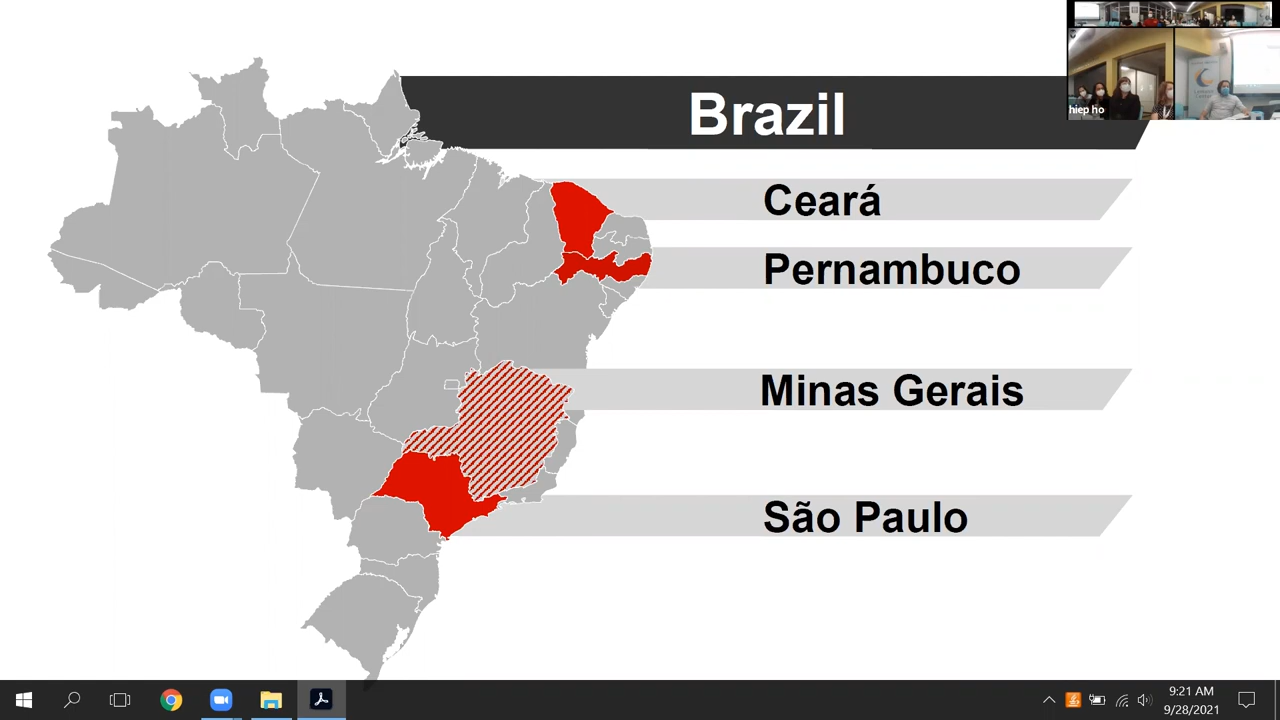 Brazil
hiep ho
Ceará
Pernambuco
Minas Gerais
São Paulo
9:21 AM
9/28/2021